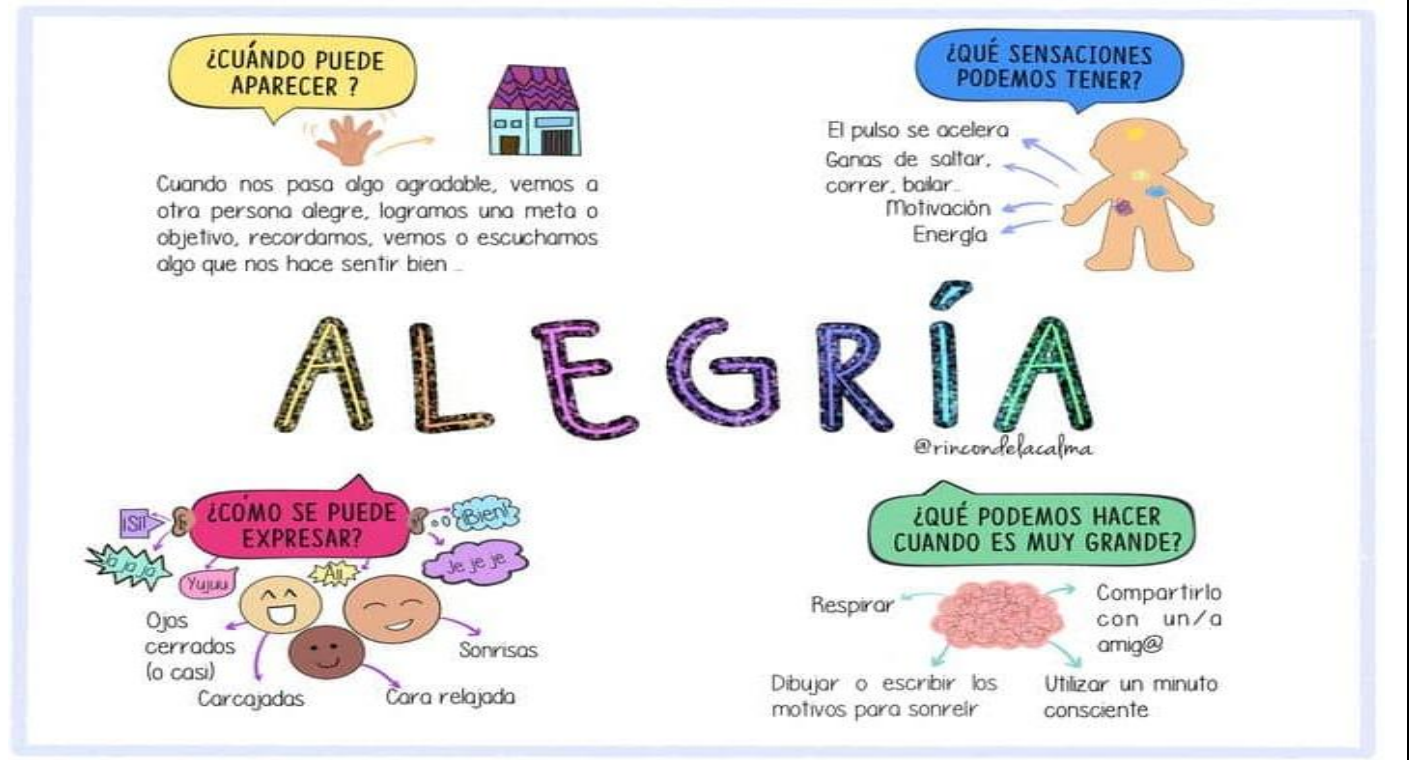 ¿CUÁNDO PUEDE
APARECER ?
Cuando nos pasa algo agradable, vemos a
otra persona alegre, logramos una meta o
objetivo, recordamos, vemos o escuchamos
algo que nos hace sentir bien ...
¿QUÉ SENSACIONES
PODEMOS TENER?
El pulso se acelera
Ganas de saltar,
correr, bailar...
Motivación
Energía
ALEGRÍA
@rincondelacalma
¿CÓMO SE PUEDE
EXPRESAR?
¡Si!
Ja ja ja
Yujuu
Aii
¡Bien!
Je je je
Ojos
cerrados
(o casi)
Carcajadas
Cara relajada
Sonrisas
¿QUÉ PODEMOS HACER
CUANDO ES MUY GRANDE?
Respirar
Compartirlo
con un/a
amig@
Dibujar o escribir los
motivos para sonreír
Utilizar un minuto
consciente